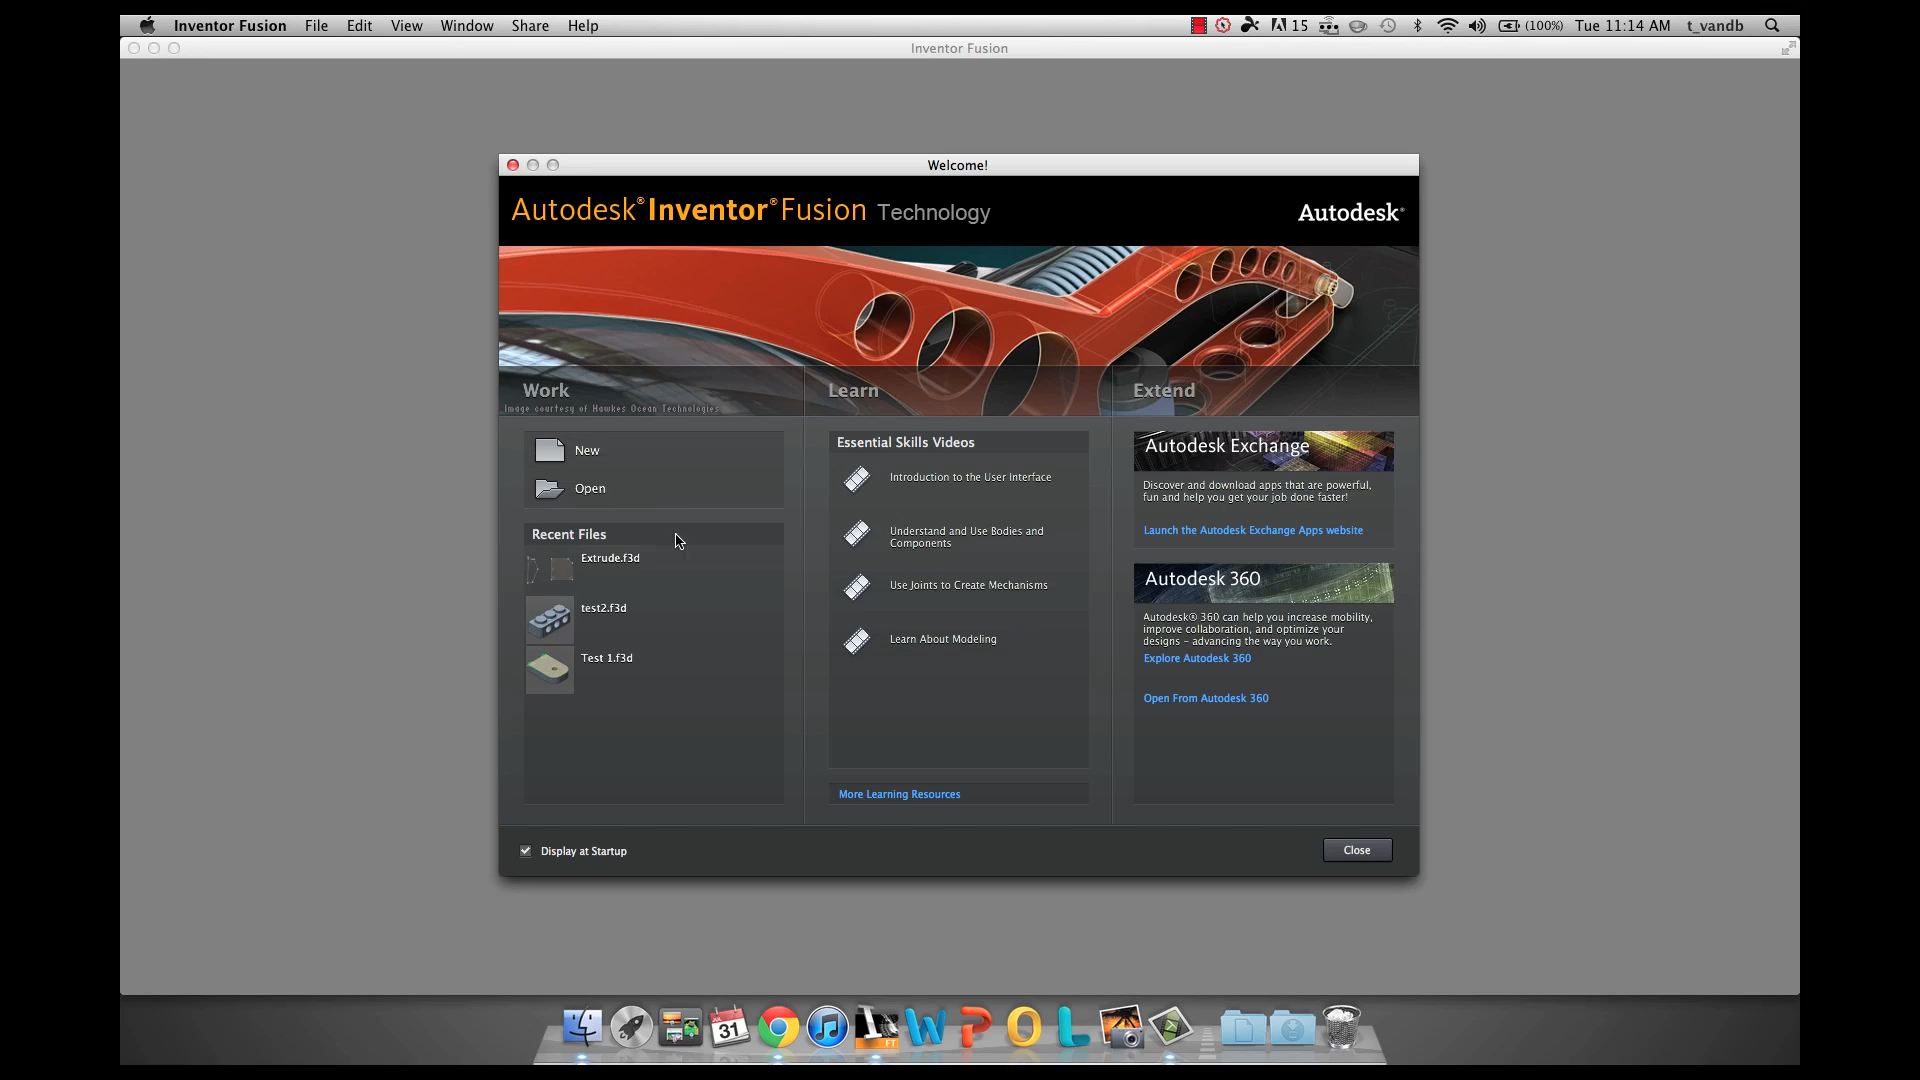 Inventor Fusion File Edit View Window Share Help
15 (100%) Tue 11:14 AM t_vandb
Inventor Fusion
Welcome!
Autodesk® Inventor® Fusion Technology
Autodesk®
Work
Learn
Extend
Image courtesy of Hawkes Ocean Technologies
New
Open
Recent Files
Extrude.f3d
test2.f3d
Test 1.f3d
Essential Skills Videos
Introduction to the User Interface
Understand and Use Bodies and
Components
Use Joints to Create Mechanisms
Learn About Modeling
More Learning Resources
Autodesk Exchange
Discover and download apps that are powerful,
fun and help you get your job done faster!
Launch the Autodesk Exchange Apps website
Autodesk 360
Autodesk® 360 can help you increase mobility,
improve collaboration, and optimize your
designs – advancing the way you work.
Explore Autodesk 360
Open From Autodesk 360
Display at Startup
Close
JUL
31
I
FT
W
P
O
L